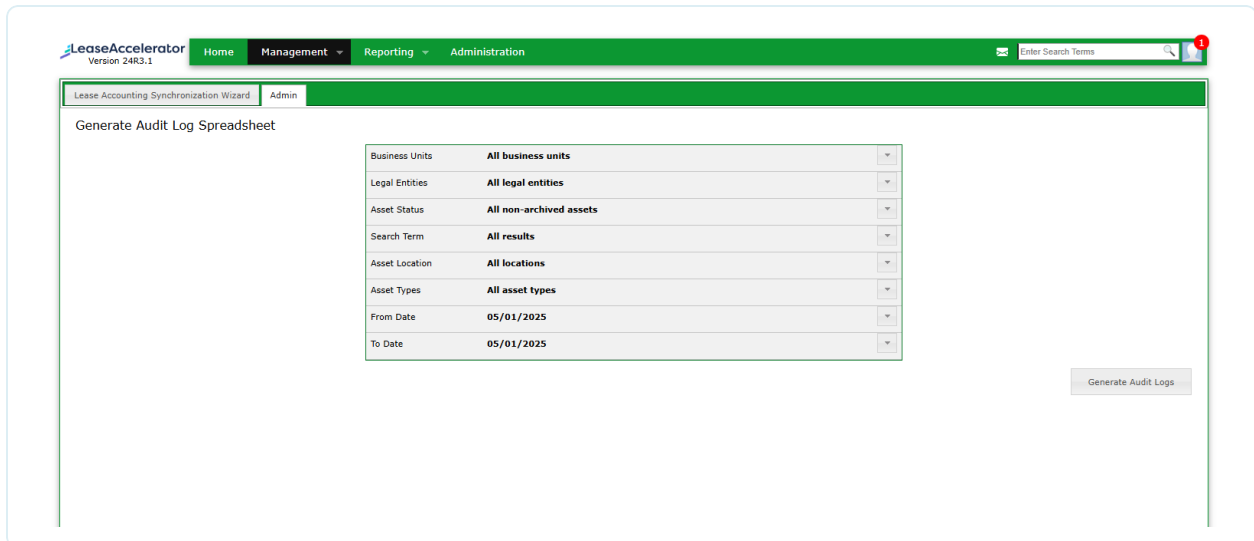 LeaseAccelerator
Version 24R3.1
Home Management Reporting Administration Enter Search Terms 1
Lease Accounting Synchronization Wizard Admin
Generate Audit Log Spreadsheet
Business Units All business units
Legal Entities All legal entities
Asset Status All non-archived assets
Search Term All results
Asset Location All locations
Asset Types All asset types
From Date 05/01/2025
To Date 05/01/2025
Generate Audit Logs